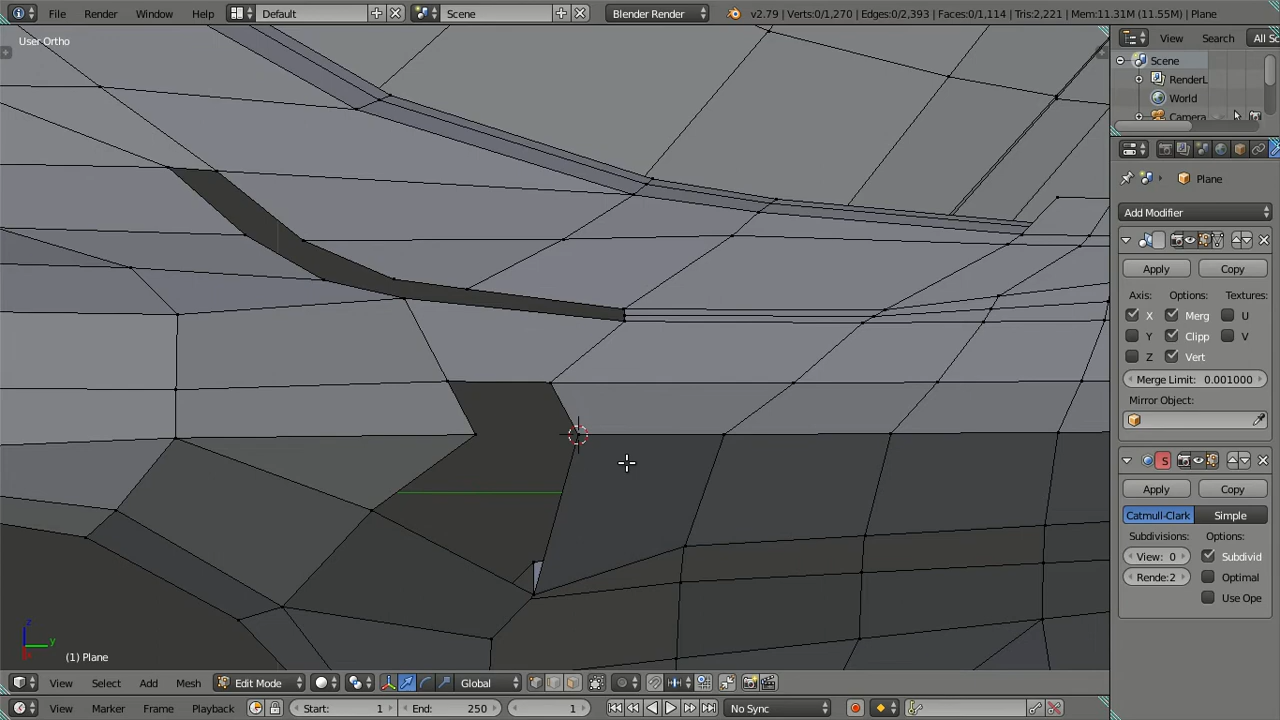 File Render Window Help Default Scene Blender Render v2.79 | Verts:0/1,270 | Edges:0/2,393 | Faces:0/1,114 | Tris:2,221 | Mem:11.31M (11.55M) | Plane
User Ortho
View Search All Sc
Scene
RenderL
World
Camera
Plane
Add Modifier
Apply Copy
Axis: Options: Textures:
X Merg U
Y Clipp V
Z Vert
Merge Limit: 0.001000
Mirror Object:
S
Apply Copy
Catmull-Clark Simple
Subdivisions: Options:
View: 0 Subdivid
Rende:2 Optimal
Use Ope
z
y
(1) Plane
View Select Add Mesh Edit Mode Global
View Marker Frame Playback Start: 1 End: 250 1 No Sync